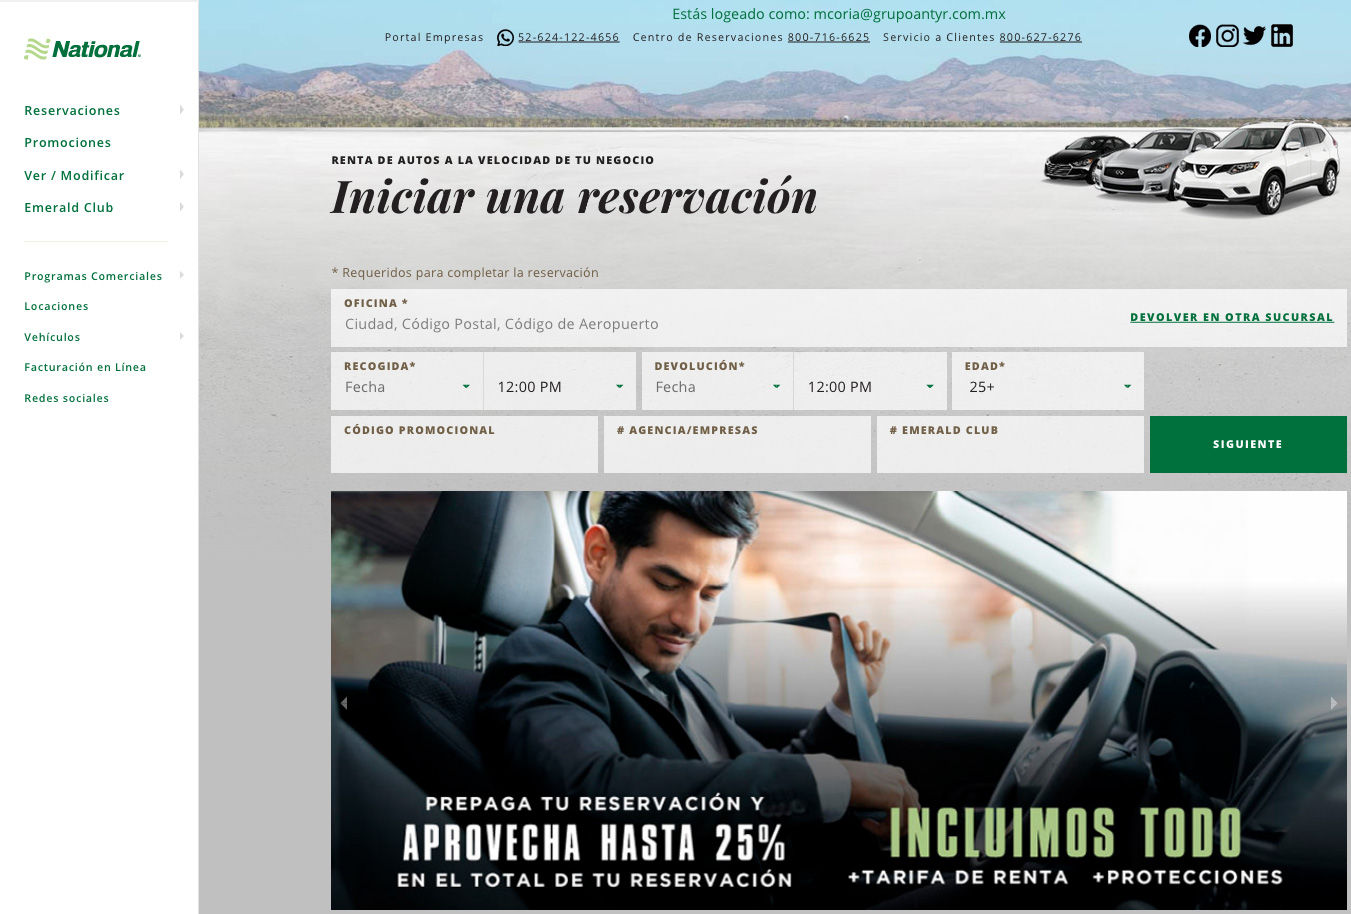 Estás logeado como: mcoria@grupoantyr.com.mx
Portal Empresas 52-624-122-4656 Centro de Reservaciones 800-716-6625 Servicio a Clientes 800-627-6276
National.
Reservaciones
Promociones
Ver / Modificar
Emerald Club
Programas Comerciales
Locaciones
Vehículos
Facturación en Línea
Redes sociales
RENTA DE AUTOS A LA VELOCIDAD DE TU NEGOCIO
Iniciar una reservación
* Requeridos para completar la reservación
OFICINA *
Ciudad, Código Postal, Código de Aeropuerto
DEVOLVER EN OTRA SUCURSAL
RECOGIDA* DEVOLUCIÓN* EDAD*
Fecha 12:00 PM Fecha 12:00 PM 25+
CÓDIGO PROMOCIONAL # AGENCIA/EMPRESAS # EMERALD CLUB
SIGUIENTE
PREPAGA TU RESERVACIÓN Y
APROVECHA HASTA 25%
EN EL TOTAL DE TU RESERVACIÓN
INCLUIMOS TODO
+TARIFA DE RENTA +PROTECCIONES